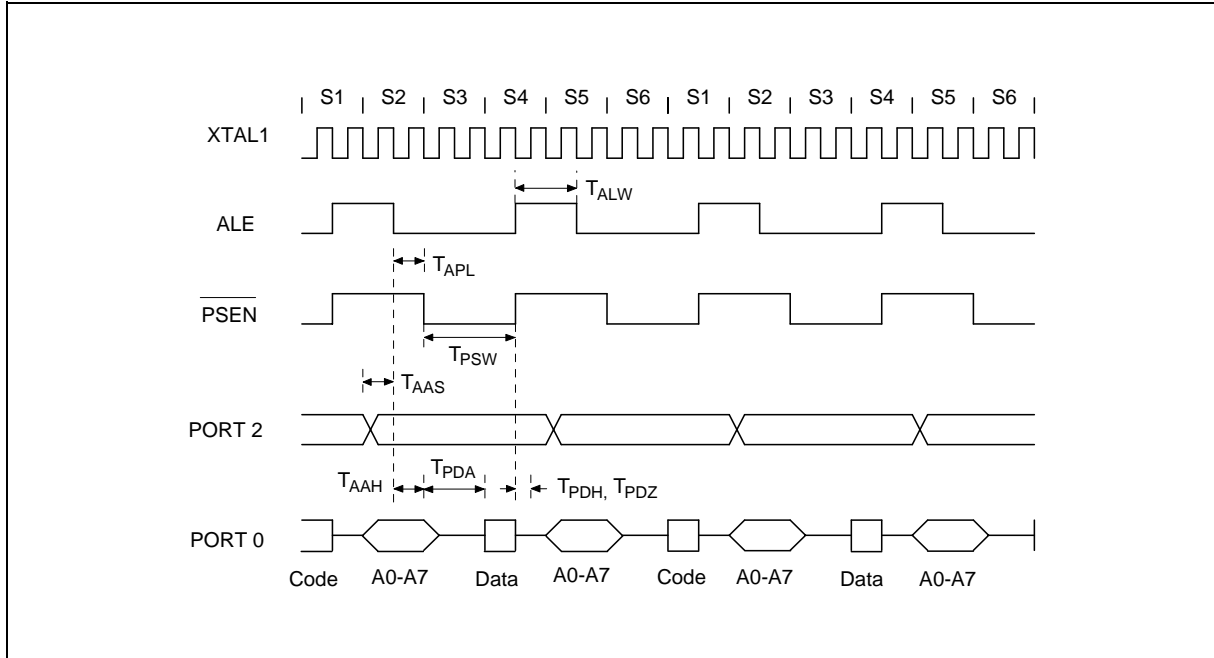 S1 S2 S3 S4 S5 S6 S1 S2 S3 S4 S5 S6
XTAL1
TALW
ALE
TAPL
PSEN
TPSW
TAAS
PORT 2
TAAH TPDA TPDH, TPDZ
PORT 0
Code A0-A7 Data A0-A7 Code A0-A7 Data A0-A7